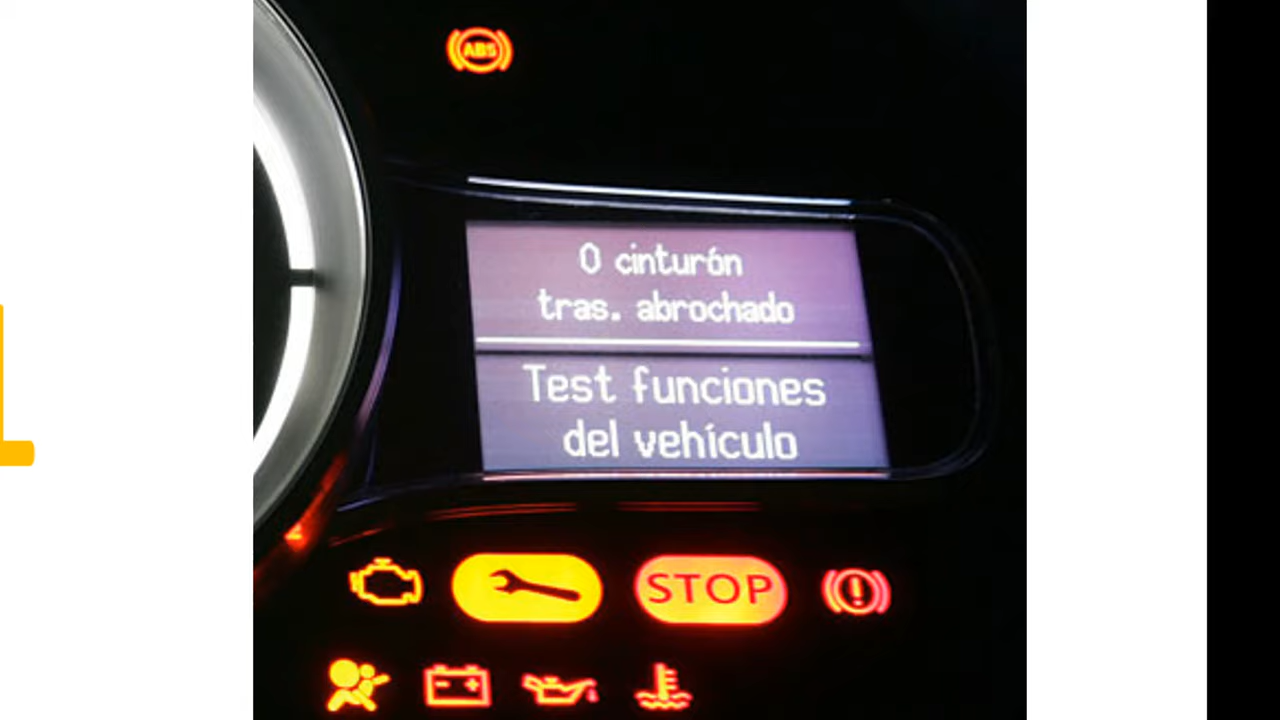 ABS
0 cinturón
tras. abrochado
Test funciones
del vehículo
STOP